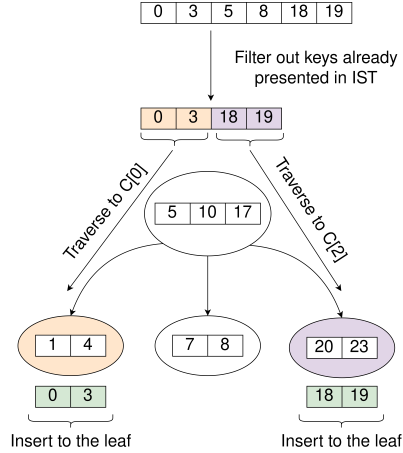 0 3 5 8 18 19
Filter out keys already
presented in IST
0 3 18 19
Traverse to C[0]
Traverse to C[2]
5 10 17
1 4
7 8
20 23
0 3
18 19
Insert to the leaf
Insert to the leaf